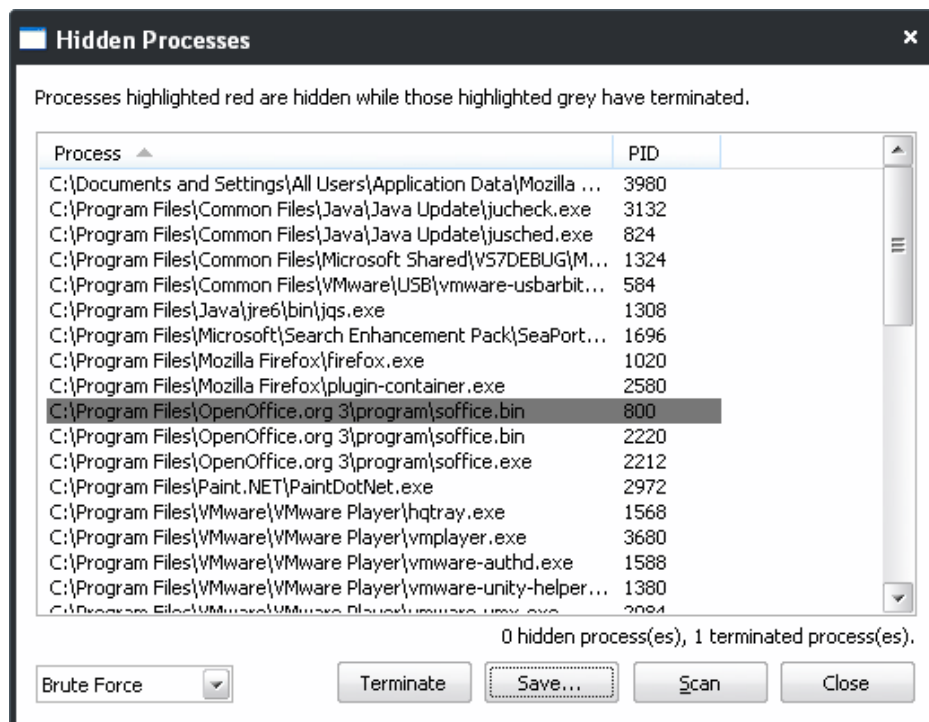 Hidden Processes
Processes highlighted red are hidden while those highlighted grey have terminated.
Process PID
C:\Documents and Settings\All Users\Application Data\Mozilla ... 3980
C:\Program Files\Common Files\Java\Java Update\jucheck.exe 3132
C:\Program Files\Common Files\Java\Java Update\jusched.exe 824
C:\Program Files\Common Files\Microsoft Shared\VS7DEBUG\M... 1324
C:\Program Files\Common Files\VMware\USB\vmware-usbarbit... 584
C:\Program Files\Java\jre6\bin\jqs.exe 1308
C:\Program Files\Microsoft\Search Enhancement Pack\SeaPort... 1696
C:\Program Files\Mozilla Firefox\firefox.exe 1020
C:\Program Files\Mozilla Firefox\plugin-container.exe 2580
C:\Program Files\OpenOffice.org 3\program\soffice.bin 800
C:\Program Files\OpenOffice.org 3\program\soffice.bin 2220
C:\Program Files\OpenOffice.org 3\program\soffice.exe 2212
C:\Program Files\Paint.NET\PaintDotNet.exe 2972
C:\Program Files\VMware\VMware Player\hqtray.exe 1568
C:\Program Files\VMware\VMware Player\vmplayer.exe 3680
C:\Program Files\VMware\VMware Player\vmware-authd.exe 1588
C:\Program Files\VMware\VMware Player\vmware-unity-helper... 1380
C:\Program Files\VMware\VMware Player\vmware-vmx.exe 2084
0 hidden process(es), 1 terminated process(es).
Brute Force Terminate Save... Scan Close